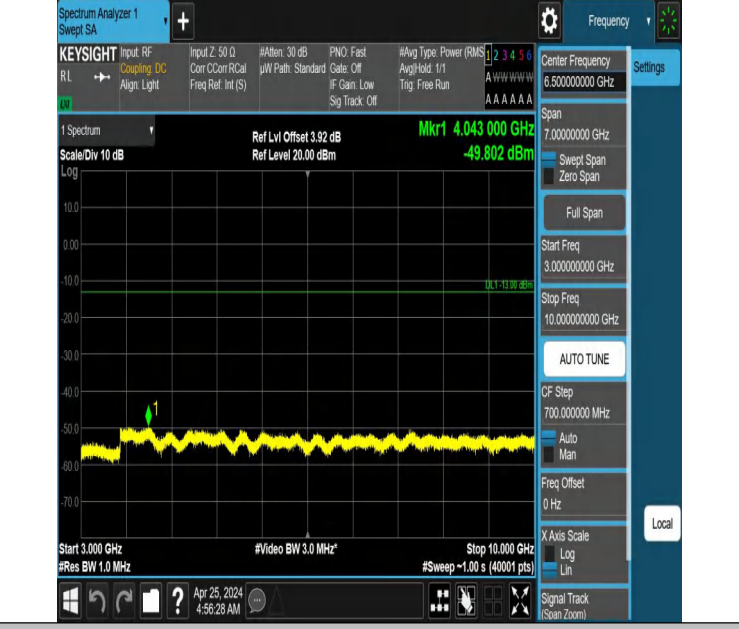 Spectrum Analyzer 1
Swept SA
+
Frequency
KEYSIGHT
RL
Input: RF
Coupling: DC
Align: Light
Input Z: 50 Ω
Corr CCorr RCal
Freq Ref: Int (S)
#Atten: 30 dB
µW Path: Standard
PNO: Fast
Gate: Off
IF Gain: Low
Sig Track: Off
#Avg Type: Power (RMS
Avg|Hold: 1/1
Trig: Free Run
1 2 3 4 5 6
A W W W W W
A A A A A A
1 Spectrum
Scale/Div 10 dB
Log
Ref Lvl Offset 3.92 dB
Ref Level 20.00 dBm
Mkr1 4.043 000 GHz
-49.802 dBm
10.0
0.00
-10.0
-20.0
-30.0
-40.0
-50.0
-60.0
-70.0
DL1 -13.00 dBm
1
Start 3.000 GHz
#Res BW 1.0 MHz
#Video BW 3.0 MHz*
Stop 10.000 GHz
#Sweep ~1.00 s (40001 pts)
Center Frequency
6.500000000 GHz
Settings
Span
7.00000000 GHz
Swept Span
Zero Span
Full Span
Start Freq
3.000000000 GHz
Stop Freq
10.000000000 GHz
AUTO TUNE
CF Step
700.000000 MHz
Auto
Man
Freq Offset
0 Hz
X Axis Scale
Log
Lin
Local
Signal Track
(Span Zoom)
?
Apr 25, 2024
4:56:28 AM